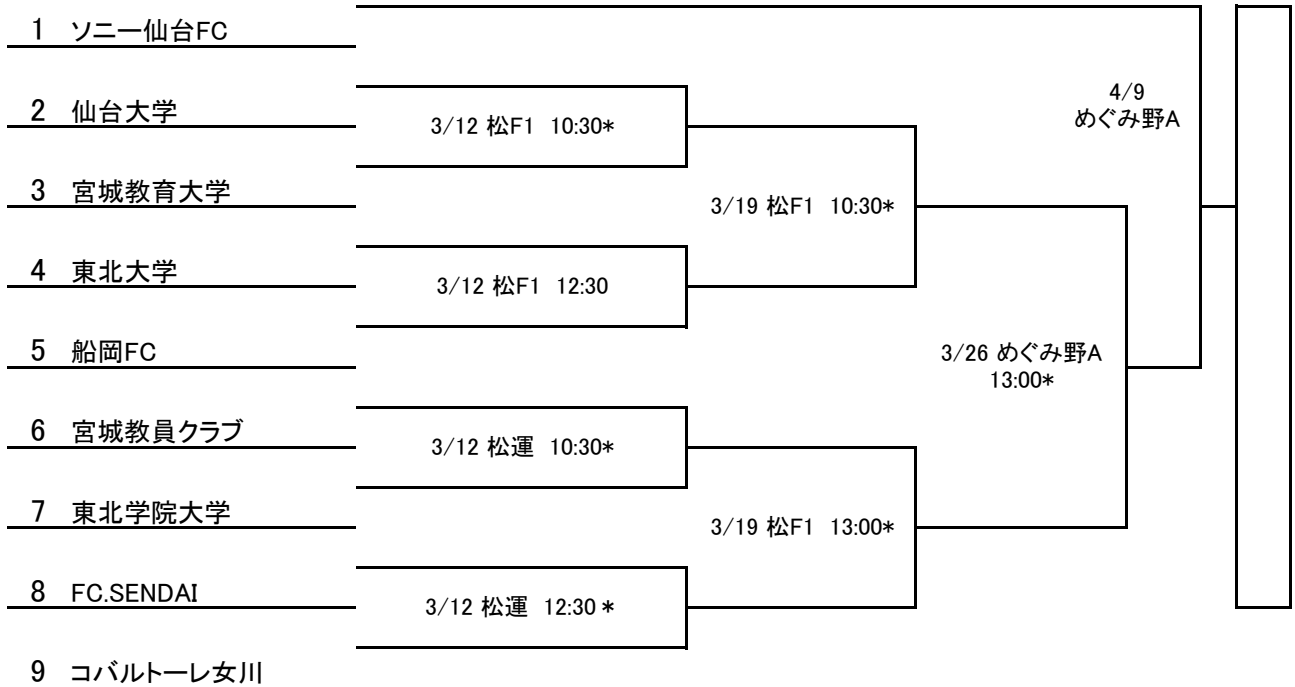 1 ソニー仙台FC
4/9
めぐみ野A
2 仙台大学
3/12 松F1 10:30*
3 宮城教育大学
3/19 松F1 10:30*
4 東北大学
3/12 松F1 12:30
5 船岡FC
3/26 めぐみ野A
13:00*
6 宮城教員クラブ
3/12 松運 10:30*
7 東北学院大学
3/19 松F1 13:00*
8 FC.SENDAI
3/12 松運 12:30 *
9 コバルトーレ女川